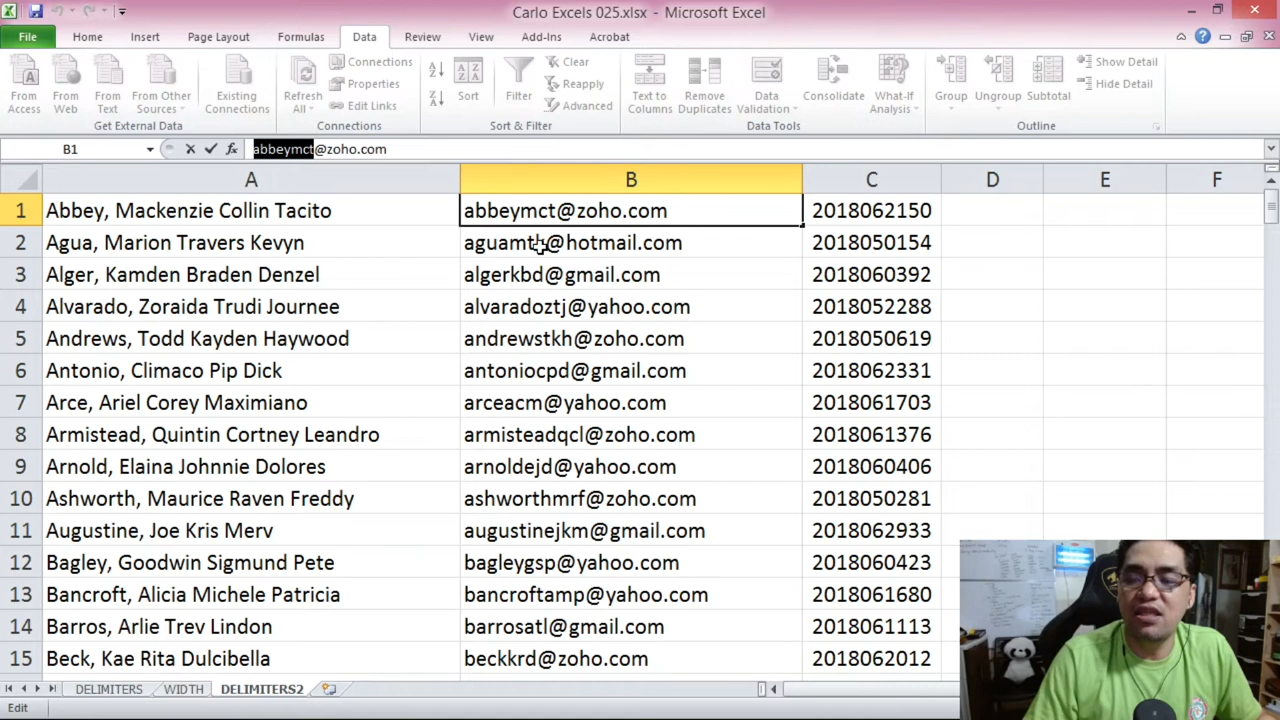 Carlo Excels 025.xlsx - Microsoft Excel
File Home Insert Page Layout Formulas Data Review View Add-Ins Acrobat
From Access
From Web
From Text
From Other Sources
Existing Connections
Get External Data
Refresh All
Connections
Properties
Edit Links
Connections
Sort
Filter
Clear
Reapply
Advanced
Sort & Filter
Text to Columns
Remove Duplicates
Data Validation
Consolidate
What-If Analysis
Data Tools
Group
Ungroup
Subtotal
Show Detail
Hide Detail
Outline
B1 fx abbeymct@zoho.com
A B C D E F
1 Abbey, Mackenzie Collin Tacito abbeymct@zoho.com 2018062150
2 Agua, Marion Travers Kevyn @hotmail.com 2018050154
3 Alger, Kamden Braden Denzel algerkbd@gmail.com 2018060392
4 Alvarado, Zoraida Trudi Journee alvaradoztj@yahoo.com 2018052288
5 Andrews, Todd Kayden Haywood andrewstkh@zoho.com 2018050619
6 Antonio, Climaco Pip Dick antoniocpd@gmail.com 2018062331
7 Arce, Ariel Corey Maximiano arceacm@yahoo.com 2018061703
8 Armistead, Quintin Cortney Leandro armisteadqcl@zoho.com 2018061376
9 Arnold, Elaina Johnnie Dolores arnoldejd@yahoo.com 2018060406
10 Ashworth, Maurice Raven Freddy ashworthmrf@zoho.com 2018050281
11 Augustine, Joe Kris Merv augustinejkm@gmail.com 2018062933
12 Bagley, Goodwin Sigmund Pete bagleygsp@yahoo.com 2018060423
13 Bancroft, Alicia Michele Patricia bancroftamp@yahoo.com 2018061680
14 Barros, Arlie Trev Lindon barrosatl@gmail.com 2018061113
15 Beck, Kae Rita Dulcibella beckkrd@zoho.com 2018062012
DELIMITERS WIDTH DELIMITERS2
Edit